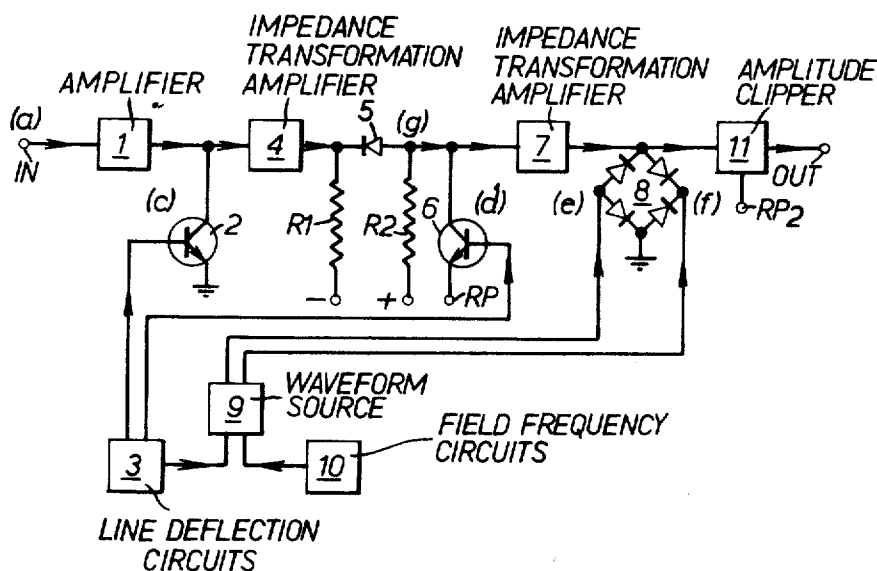 IMPEDANCE
TRANSFORMATION
AMPLIFIER
IMPEDANCE
TRANSFORMATION
AMPLIFIER
AMPLIFIER
AMPLITUDE
CLIPPER
(a)
IN
1
4
5
(g)
7
11
OUT
(c)
2
R1
R2
6
(d)
(e)
8
(f)
RP2
−
+
RP
9
WAVEFORM
SOURCE
3
10
FIELD FREQUENCY
CIRCUITS
LINE DEFLECTION
CIRCUITS